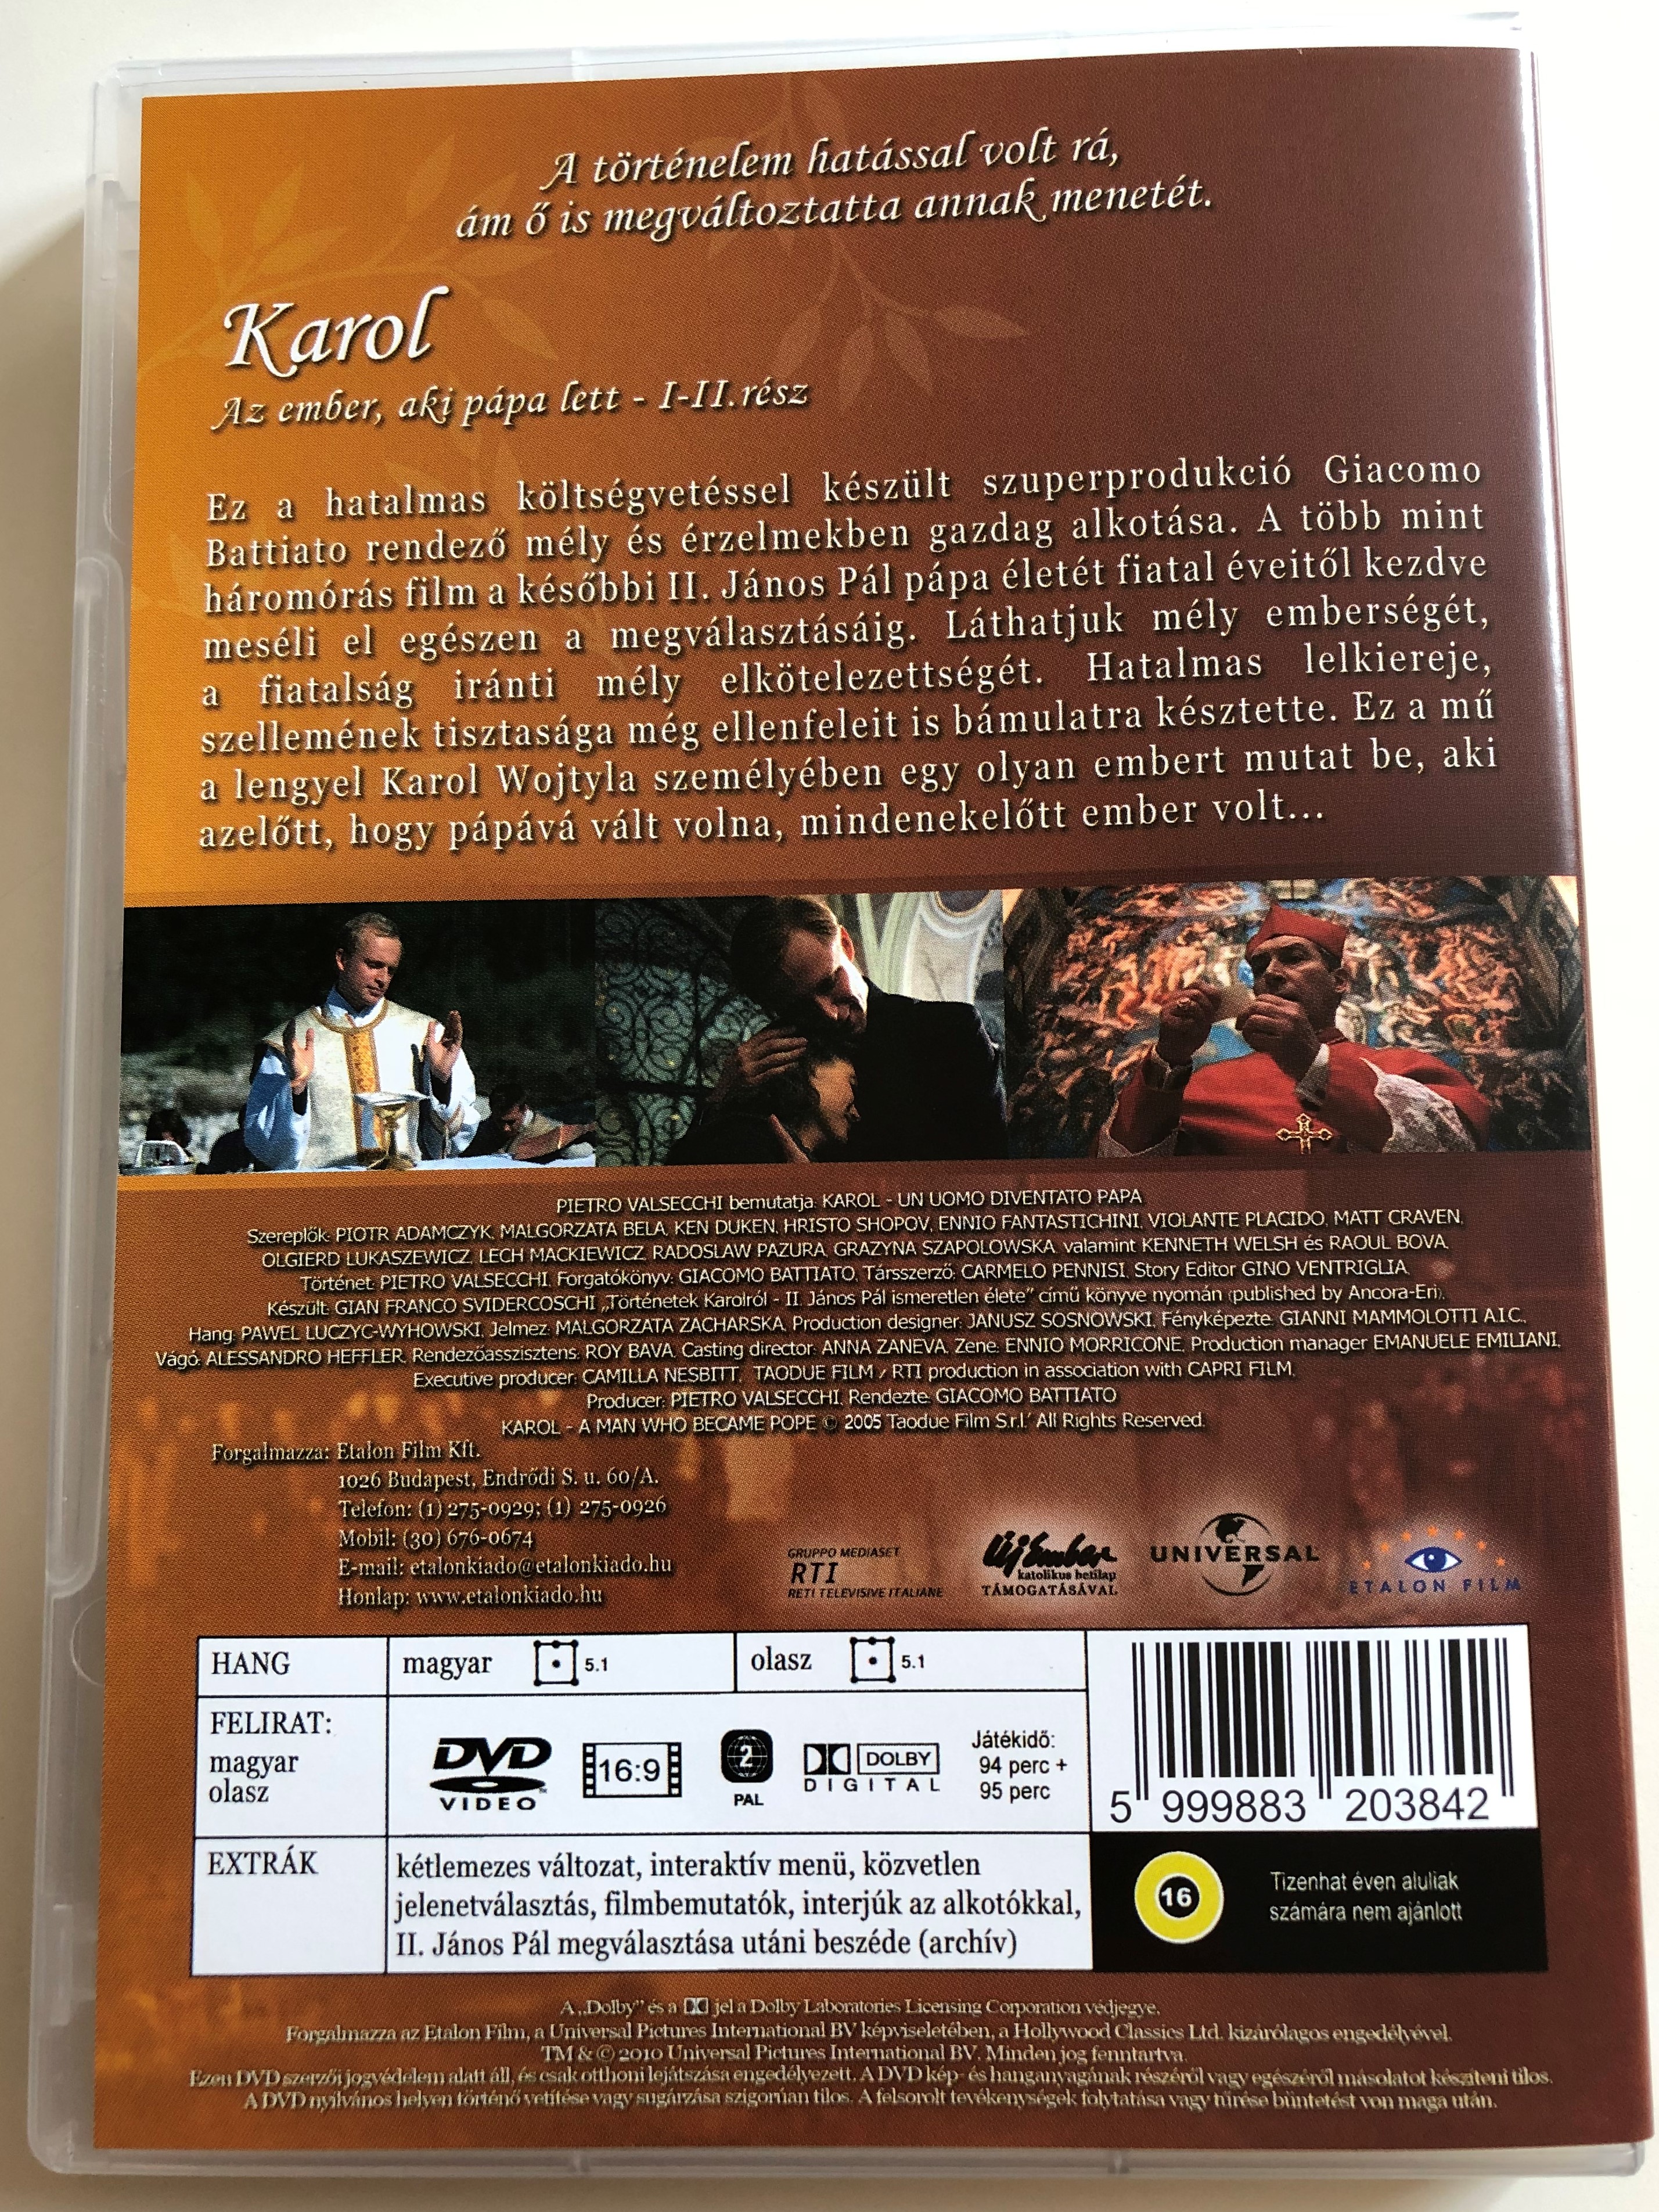 A történelem hatással volt rá,
ám ő is megváltoztatta annak menetét.
Karol
Az ember, aki pápa lett - I-II.rész
Ez a hatalmas költségvetéssel készült szuperprodukció Giacomo
Battiato rendező mély és érzelmekben gazdag alkotása. A több mint
háromórás film a későbbi II. János Pál pápa életét fiatal éveitől kezdve
meséli el egészen a megválasztásáig. Láthatjuk mély emberségét,
a fiatalság iránti mély elkötelezettségét. Hatalmas lelkiereje,
szellemének tisztasága még ellenfeleit is bámulatra késztette. Ez a mű
a lengyel Karol Wojtyla személyében egy olyan embert mutat be, aki
azelőtt, hogy pápává vált volna, mindenekelőtt ember volt...
PIETRO VALSECCHI bemutatja: KAROL - UN UOMO DIVENTATO PAPA
Szereplők: PIOTR ADAMCZYK, MALGORZATA BELA, KEN DUKEN, HRISTO SHOPOV, ENNIO FANTASTICHINI, VIOLANTE PLACIDO, MATT CRAVEN,
OLGIERD LUKASZEWICZ, LECH MACKIEWICZ, RADOSLAW PAZURA, GRAZYNA SZAPOLOWSKA, valamint KENNETH WELSH és RAOUL BOVA.
Történet: PIETRO VALSECCHI, Forgatókönyv: GIACOMO BATTIATO, Társszerző: CARMELO PENNISI, Story Editor GINO VENTRIGLIA,
Készült: GIAN FRANCO SVIDERCOSCHI „Történetek Karolról - II. János Pál ismeretlen élete" című könyve nyomán (published by Ancora-Eri),
Hang: PAWEL LUCZYC-WYHOWSKI, Jelmez: MALGORZATA ZACHARSKA, Production designer: JANUSZ SOSNOWSKI, Fényképezte: GIANNI MAMMOLOTTI A.I.C.,
Vágó: ALESSANDRO HEFFLER, Rendezőasszisztens: ROY BAVA, Casting director: ANNA ZANEVA, Zene: ENNIO MORRICONE, Production manager EMANUELE EMILIANI,
Executive producer: CAMILLA NESBITT, TAODUE FILM / RTI production in association with CAPRI FILM,
Producer: PIETRO VALSECCHI, Rendezte: GIACOMO BATTIATO
KAROL - A MAN WHO BECAME POPE © 2005 Taodue Film S.r.l.' All Rights Reserved.
Forgalmazza: Etalon Film Kft.
1026 Budapest, Endrődi S. u. 60/A.
Telefon: (1) 275-0929; (1) 275-0926
Mobil: (30) 676-0674
E-mail: etalonkiado@etalonkiado.hu
Honlap: www.etalonkiado.hu
GRUPPO MEDIASET
RTI
RETI TELEVISIVE ITALIANE
Új Ember
katolikus hetilap
TÁMOGATÁSÁVAL
UNIVERSAL
ETALON FILM
HANG magyar 5.1 olasz 5.1
FELIRAT:
magyar
olasz
DVD
VIDEO
16:9
2
PAL
DOLBY
DIGITAL
Játékidő:
94 perc +
95 perc
5 999883 203842
EXTRÁK
kétlemezes változat, interaktív menü, közvetlen
jelenetválasztás, filmbemutatók, interjúk az alkotókkal,
II. János Pál megválasztása utáni beszéde (archív)
16
Tizenhat éven aluliak
számára nem ajánlott
A „Dolby" és a jel a Dolby Laboratories Licensing Corporation védjegye.
Forgalmazza az Etalon Film, a Universal Pictures International BV képviseletében, a Hollywood Classics Ltd. kizárólagos engedélyével.
TM & © 2010 Universal Pictures International BV. Minden jog fenntartva.
Ezen DVD szerzői jogvédelem alatt áll, és csak otthoni lejátszása engedélyezett. A DVD kép- és hanganyagának részéről vagy egészéről másolatot készíteni tilos.
A DVD nyilvános helyen történő vetítése vagy sugárzása szigorúan tilos. A felsorolt tevékenységek folytatása vagy tűrése büntetést von maga után.